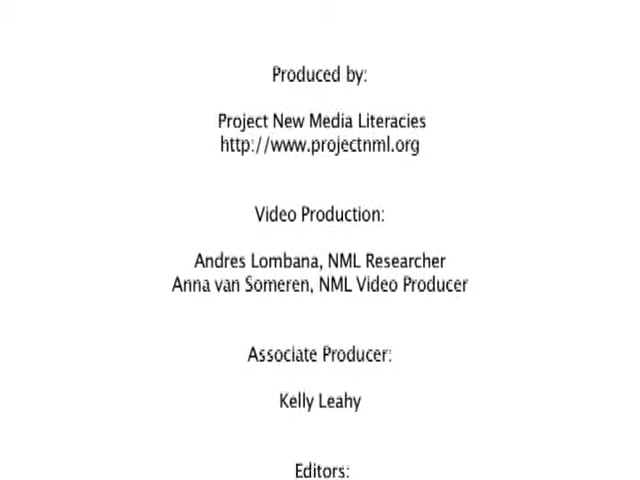 Produced by:
Project New Media Literacies
http://www.projectnml.org
Video Production:
Andres Lombana, NML Researcher
Anna van Someren, NML Video Producer
Associate Producer:
Kelly Leahy
Editors: